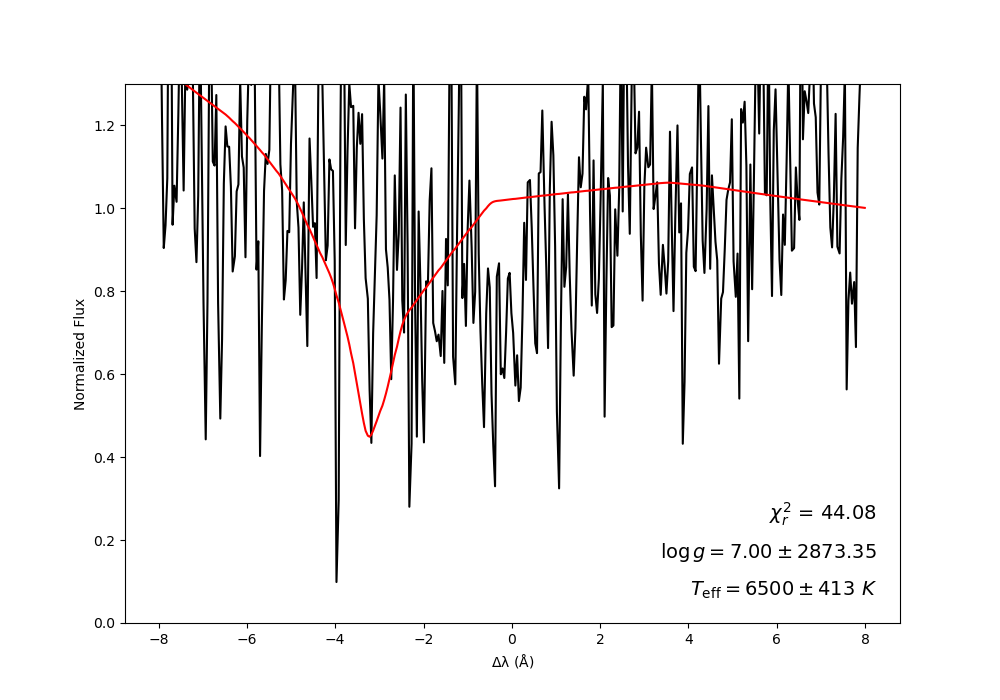 1.2
1.0
0.8
0.6
0.4
0.2
0.0
Normalized Flux
χ²ᵣ = 44.08
log g = 7.00 ± 2873.35
T_eff = 6500 ± 413 K
−8 −6 −4 −2 0 2 4 6 8
Δλ (Å)